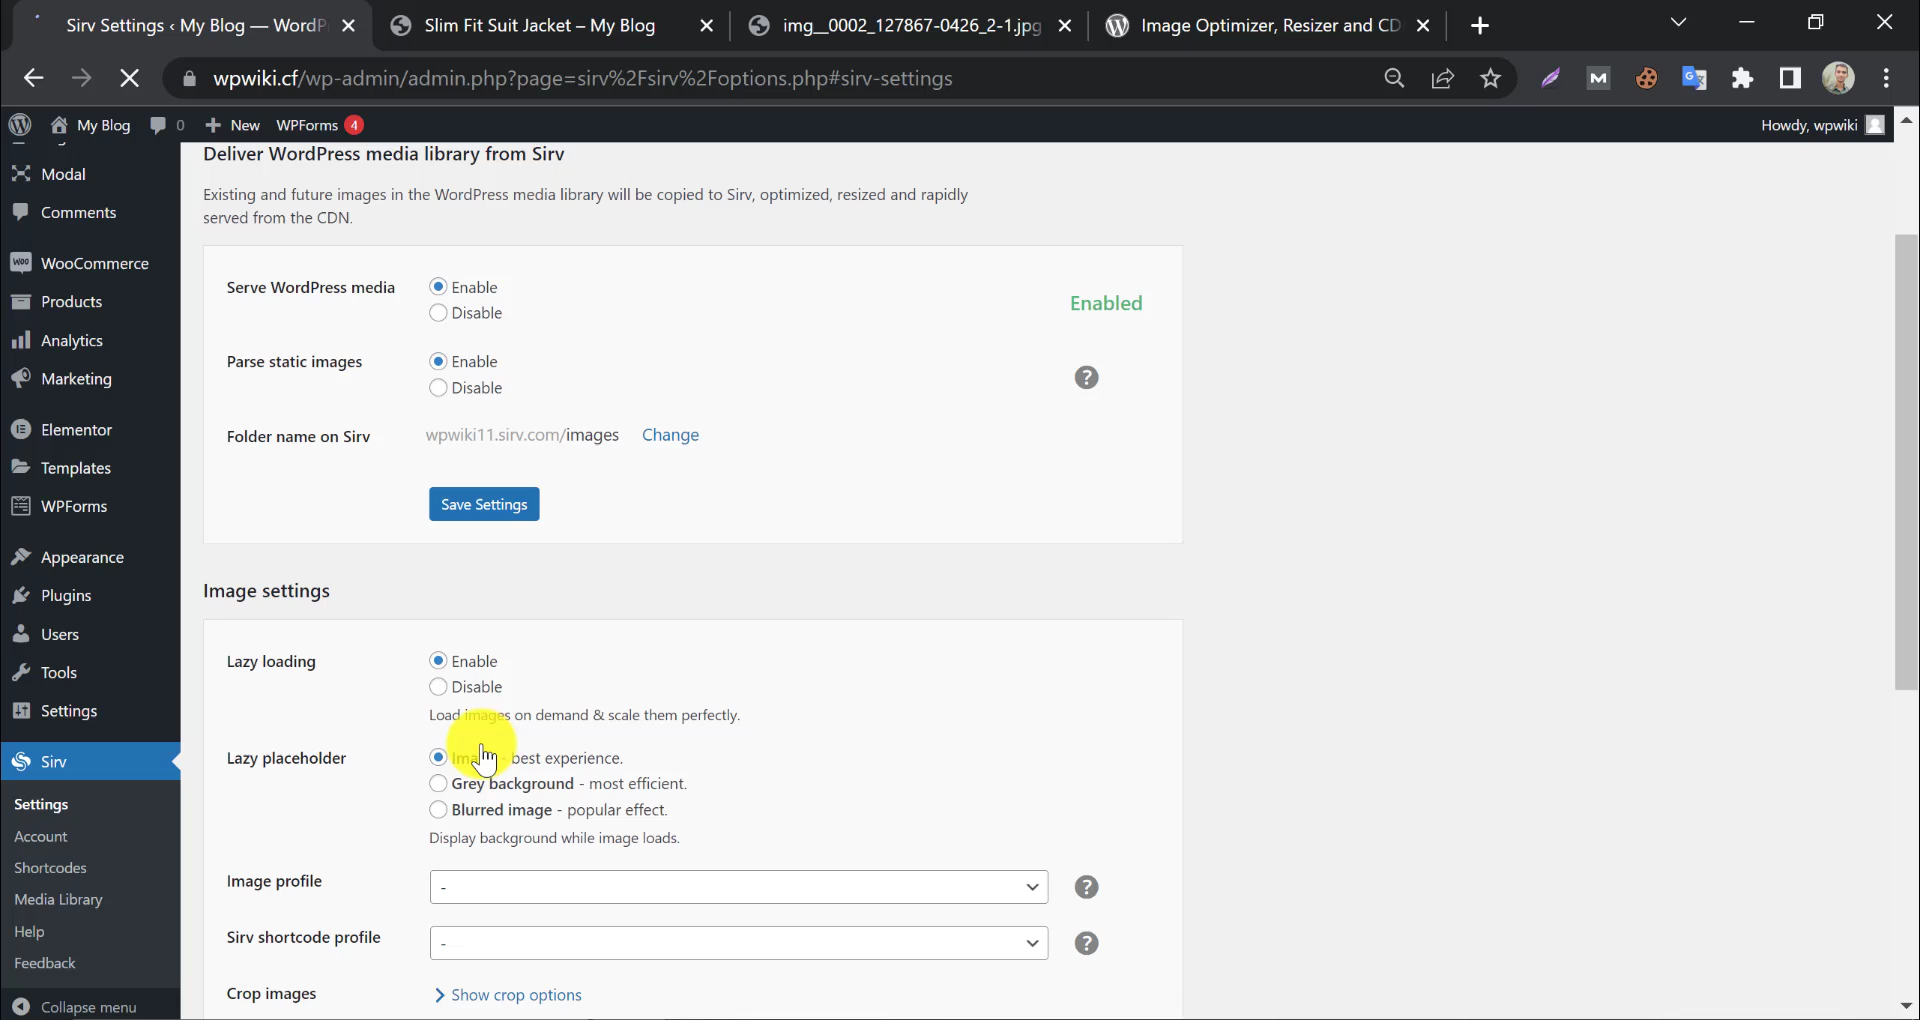 Sirv Settings ‹ My Blog — WordP
Slim Fit Suit Jacket – My Blog
img__0002_127867-0426_2-1.jpg
Image Optimizer, Resizer and CD
wpwiki.cf/wp-admin/admin.php?page=sirv%2Fsirv%2Foptions.php#sirv-settings
My Blog
0
New
WPForms 4
Howdy, wpwiki
Modal
Comments
WooCommerce
Products
Analytics
Marketing
Elementor
Templates
WPForms
Appearance
Plugins
Users
Tools
Settings
Sirv
Settings
Account
Shortcodes
Media Library
Help
Feedback
Collapse menu
Deliver WordPress media library from Sirv
Existing and future images in the WordPress media library will be copied to Sirv, optimized, resized and rapidly
served from the CDN.
Serve WordPress media
Enable
Disable
Enabled
Parse static images
Enable
Disable
?
Folder name on Sirv
wpwiki11.sirv.com/images Change
Save Settings
Image settings
Lazy loading
Enable
Disable
Load images on demand & scale them perfectly.
Lazy placeholder
best experience.
Grey background - most efficient.
Blurred image - popular effect.
Display background while image loads.
Image profile
-
?
Sirv shortcode profile
-
?
Crop images
Show crop options